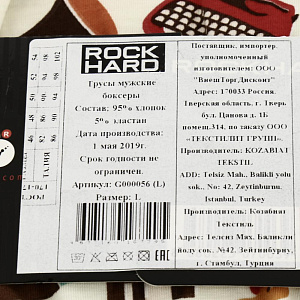 ROCK
HARD
Трусы мужские
боксеры
Состав: 95% хлопок
5% эластан
Дата производства:
1 мая 2019г.
Срок годности не
ограничен.
Артикул: G000056 (L)
Размер: L
Поставщик, импортер,
уполномоченный
изготовителем: ООО
"ВнешТоргДисконт"
Адрес: 170033 Россия.
Тверская область, г. Тверь
бул. Цанова д. 1Б
помещ.314, по заказу ООО
«ТЕКСТИЛИТ ГРУПП».
Производитель: KOZABIAT
TEKSTIL
ADD: Telsiz Mah., Balikli yolu
sok., No: 42, Zeytinburnu,
Istanbul, Turkey
Производитель: Козабиат
Текстиль
Адрес: Телсиз Мах, Баликли
йолу сок. №42, Зейтинбурну,
г. Стамбул, Турция
ТАЛИЯ
.com